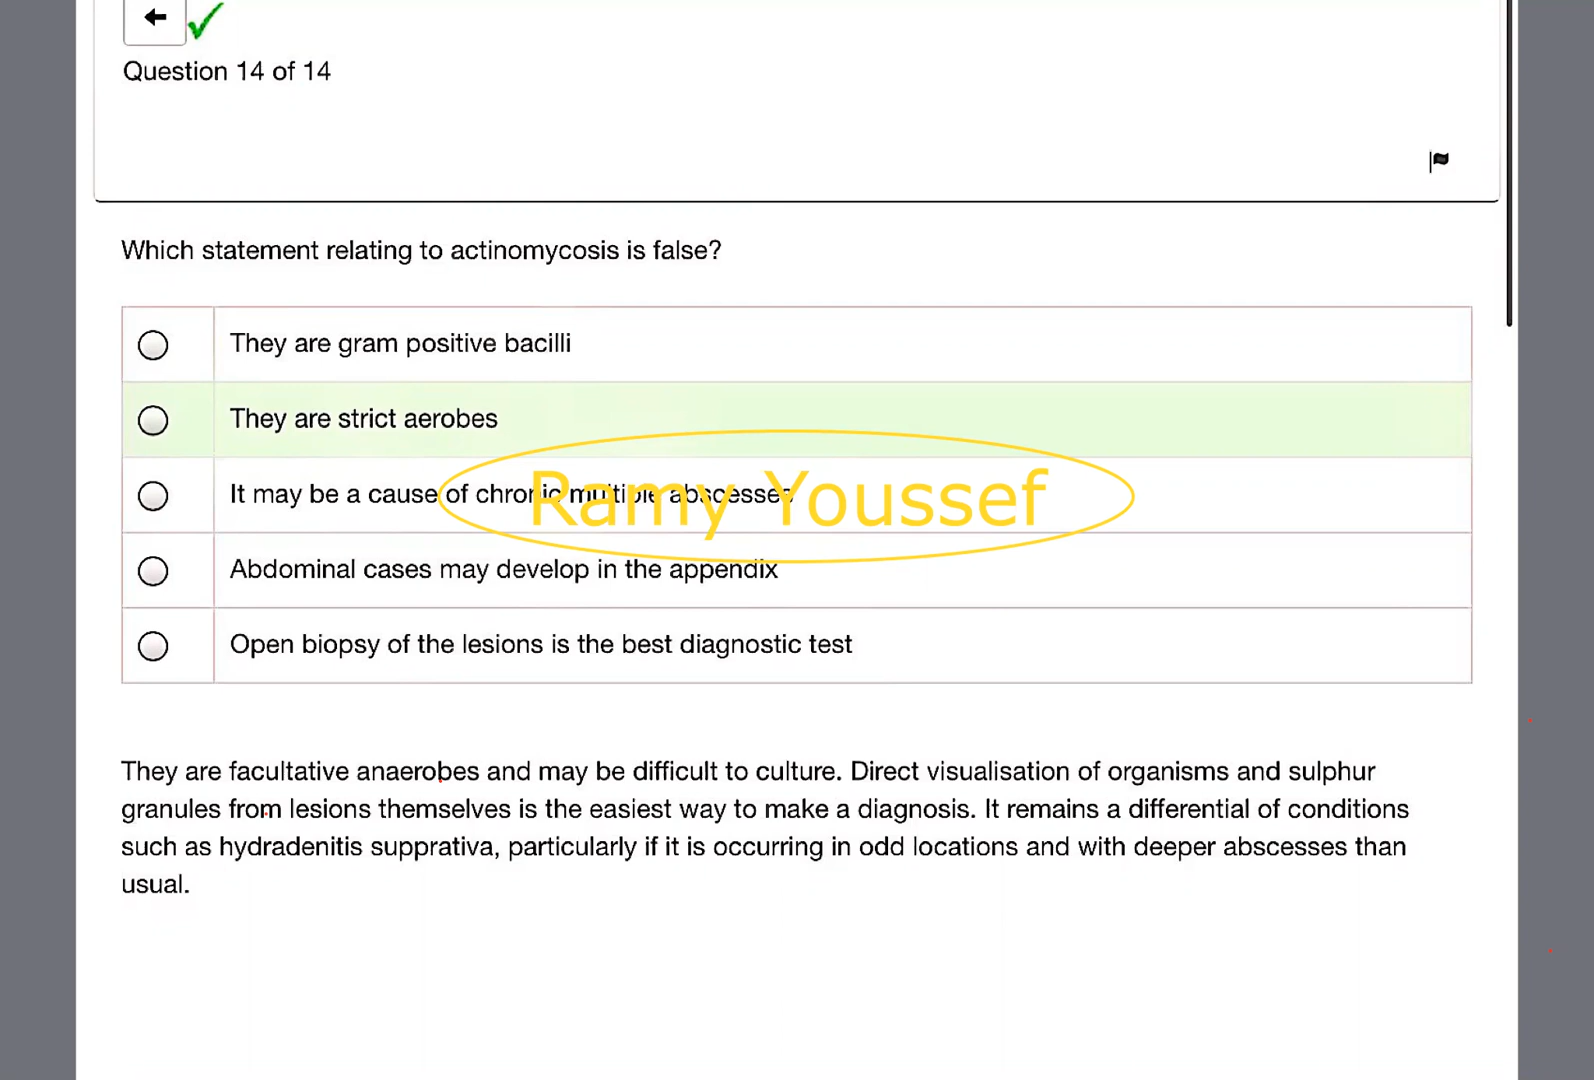 Question 14 of 14
Which statement relating to actinomycosis is false?
They are gram positive bacilli
They are strict aerobes
It may be a cause of chronic multiple abscesses
Ramy Youssef
Abdominal cases may develop in the appendix
Open biopsy of the lesions is the best diagnostic test
They are facultative anaerobes and may be difficult to culture. Direct visualisation of organisms and sulphur
granules from lesions themselves is the easiest way to make a diagnosis. It remains a differential of conditions
such as hydradenitis supprativa, particularly if it is occurring in odd locations and with deeper abscesses than
usual.